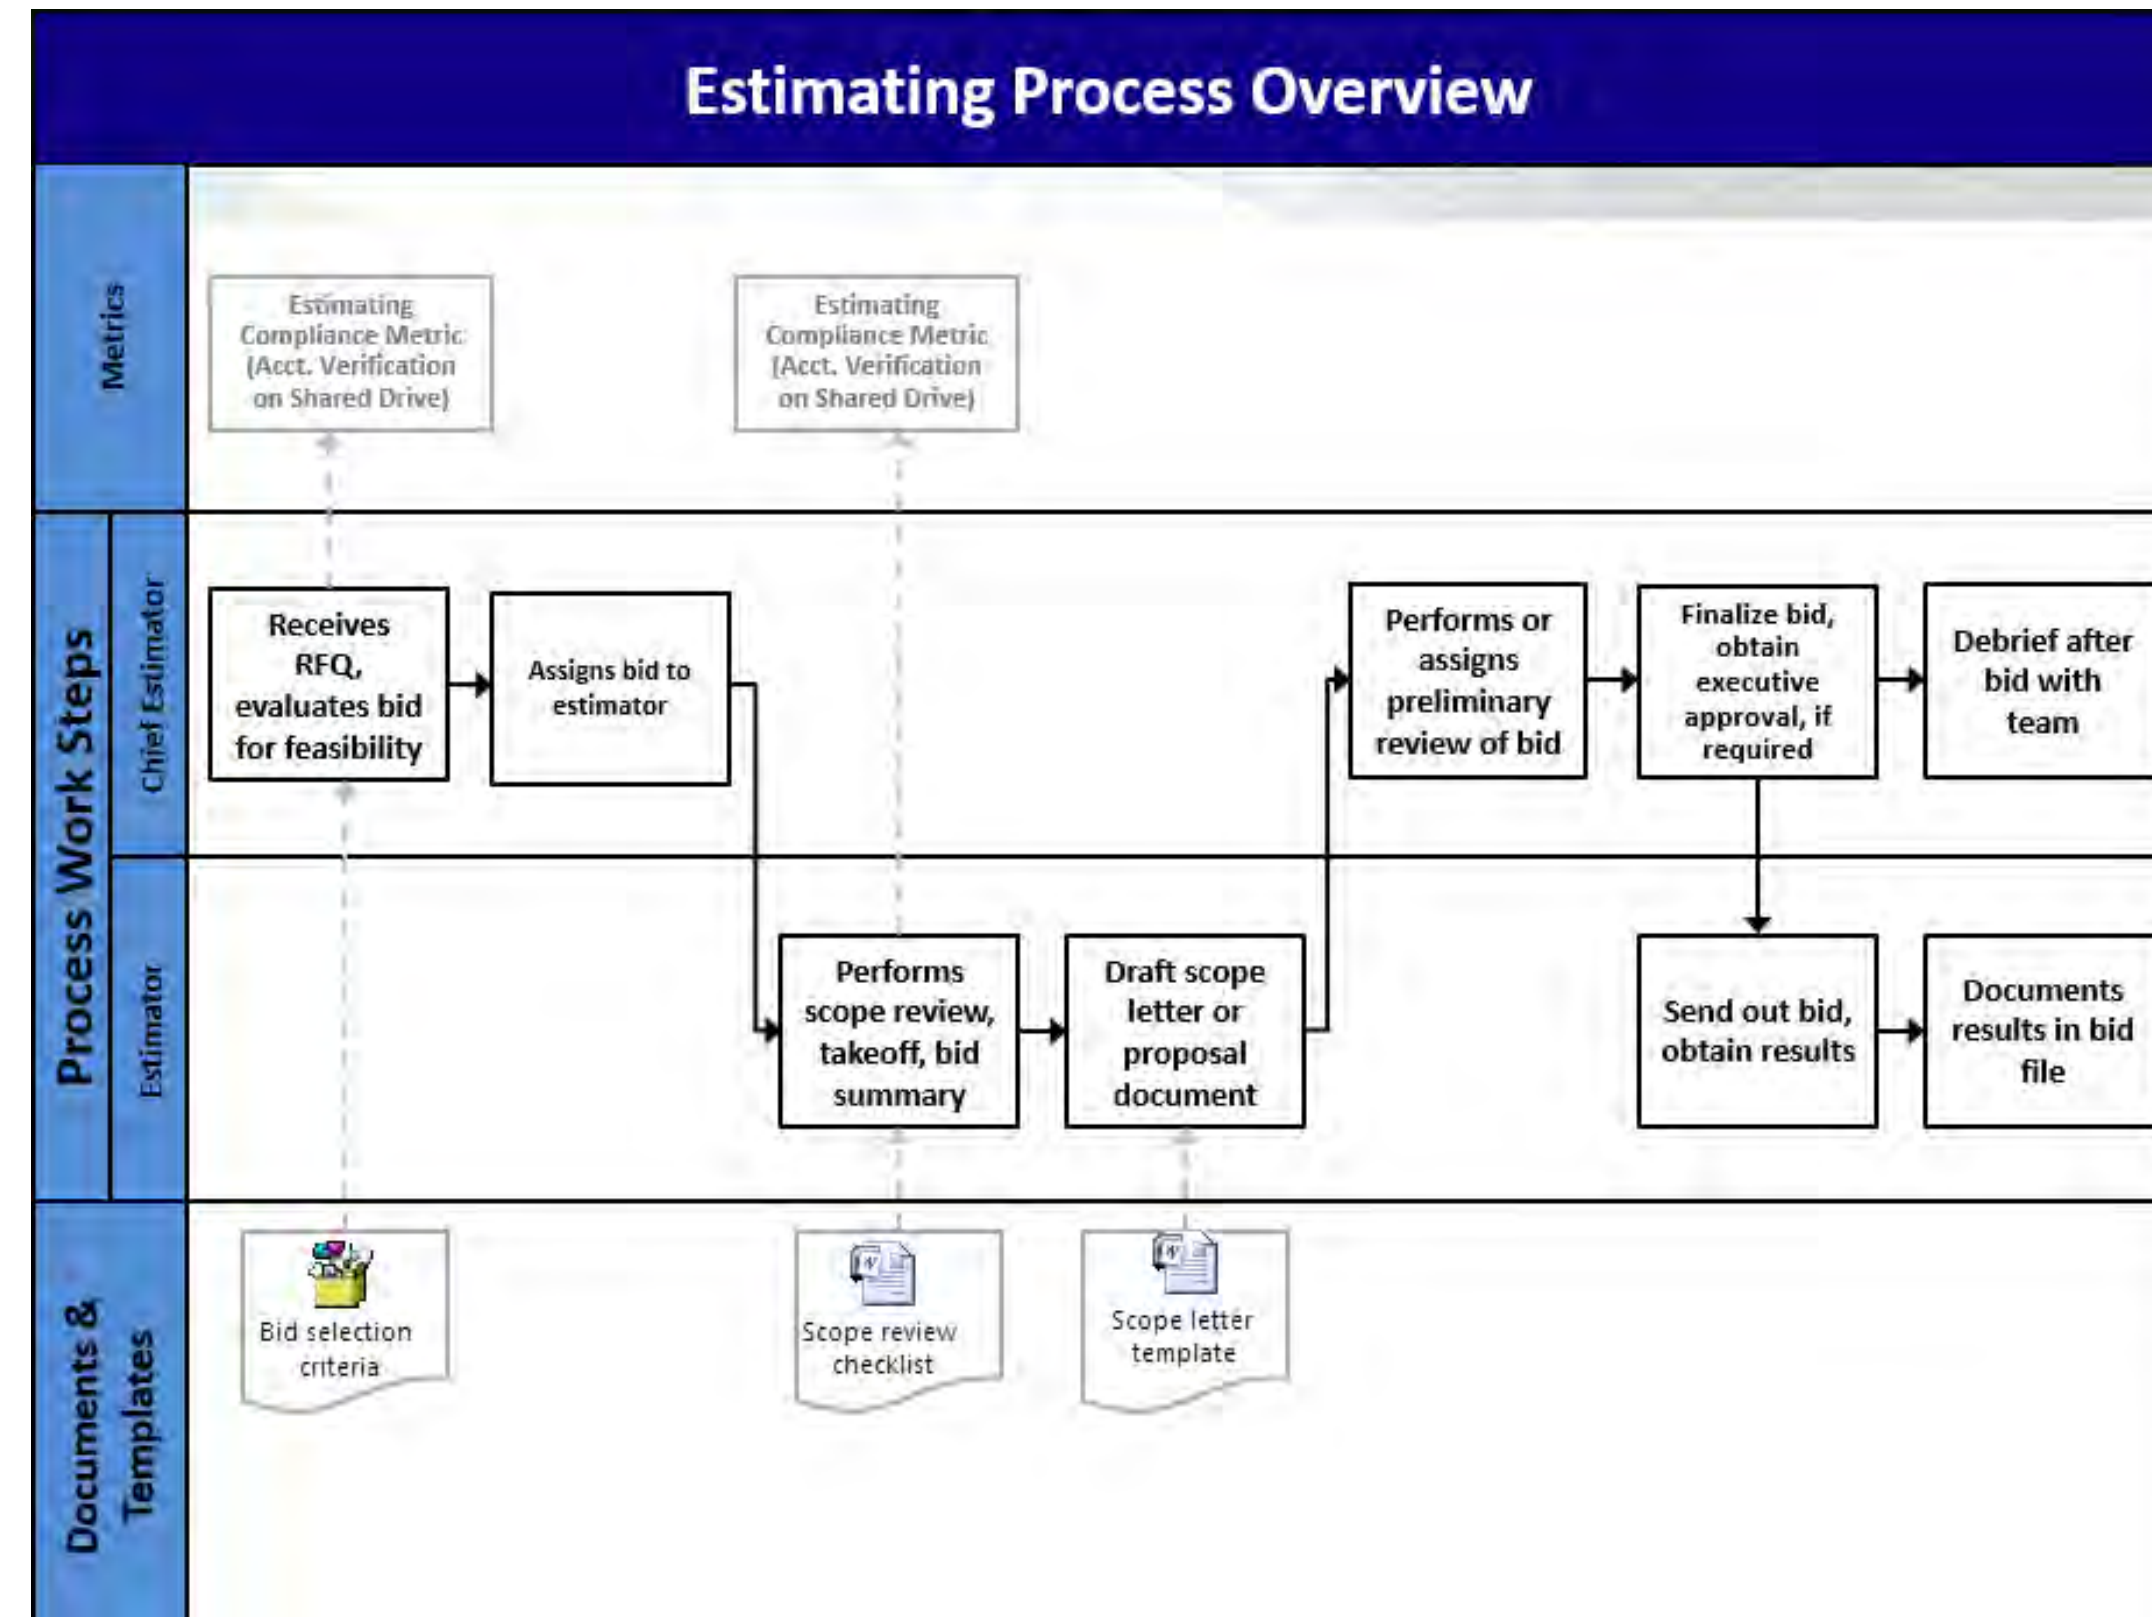 Estimating Process Overview
Metrics
Estimating
Compliance Metric
(Acct. Verification
on Shared Drive)
Estimating
Compliance Metric
(Acct. Verification
on Shared Drive)
Process Work Steps
Chief Estimator
Receives
RFQ,
evaluates bid
for feasibility
Assigns bid to
estimator
Performs or
assigns
preliminary
review of bid
Finalize bid,
obtain
executive
approval, if
required
Debrief after
bid with
team
Estimator
Performs
scope review,
takeoff, bid
summary
Draft scope
letter or
proposal
document
Send out bid,
obtain results
Documents
results in bid
file
Documents &
Templates
Bid selection
criteria
Scope review
checklist
Scope letter
template